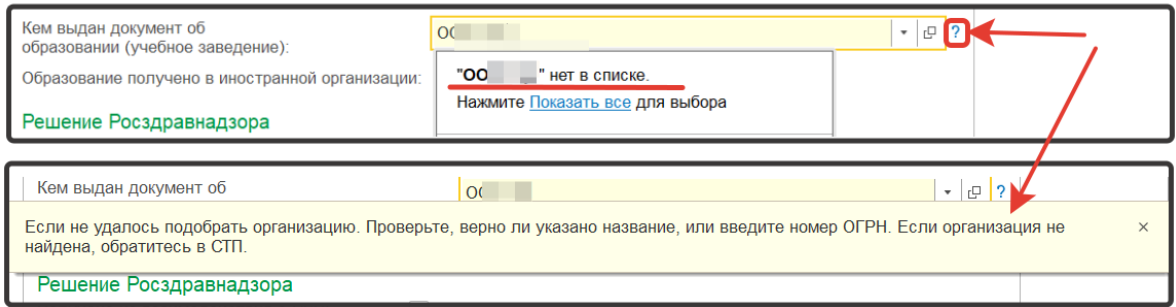 Кем выдан документ об
образовании (учебное заведение):
ОО
?
Образование получено в иностранной организации:
"ОО " нет в списке.
Нажмите Показать все для выбора
Решение Росздравнадзора
Кем выдан документ об
ОО
?
Если не удалось подобрать организацию. Проверьте, верно ли указано название, или введите номер ОГРН. Если организация не
найдена, обратитесь в СТП.
×
Решение Росздравнадзора